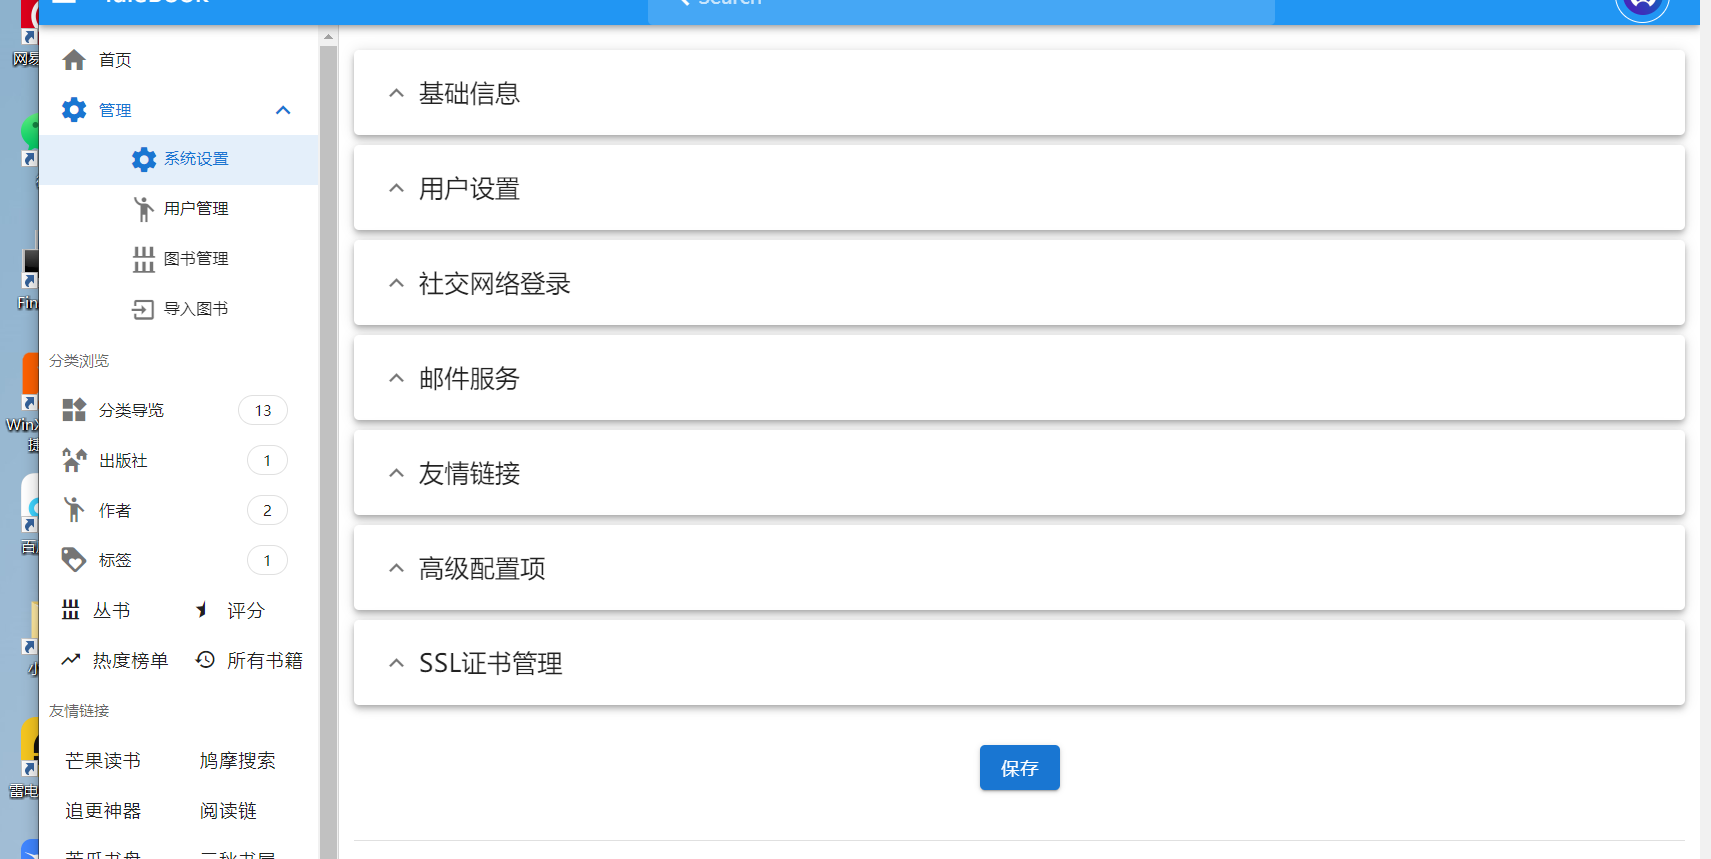 Search
首页
管理
系统设置
用户管理
图书管理
导入图书
分类浏览
分类导览 13
出版社 1
作者 2
标签 1
丛书 评分
热度榜单 所有书籍
友情链接
芒果读书 鸠摩搜索
追更神器 阅读链
基础信息
用户设置
社交网络登录
邮件服务
友情链接
高级配置项
SSL证书管理
保存